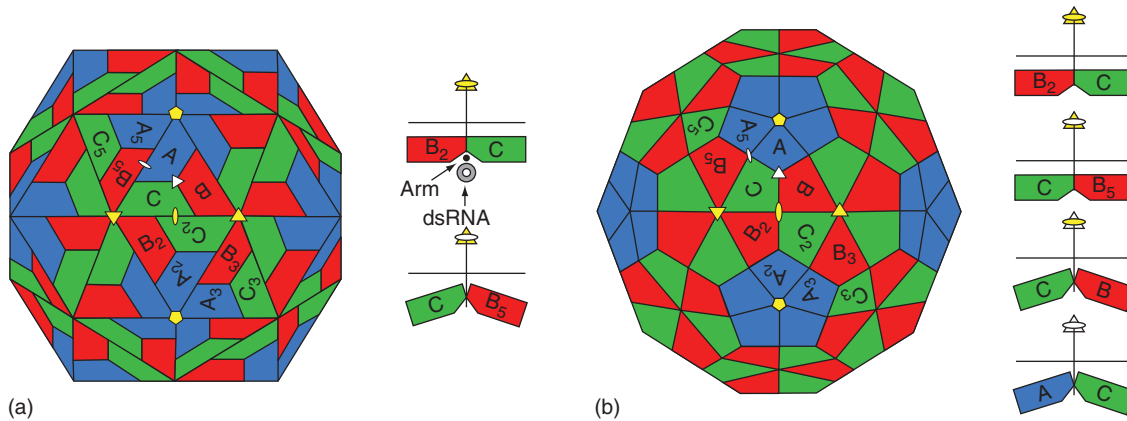 A5
C5
A
B5
B
C
C2
B2
B3
A2
A3
C3
B2 C
Arm
dsRNA
C B5
(a)
A5
C5
A
B5
C
B
B2
C2
B3
A2
A3
C3
B2 C
C B5
C B
A C
(b)